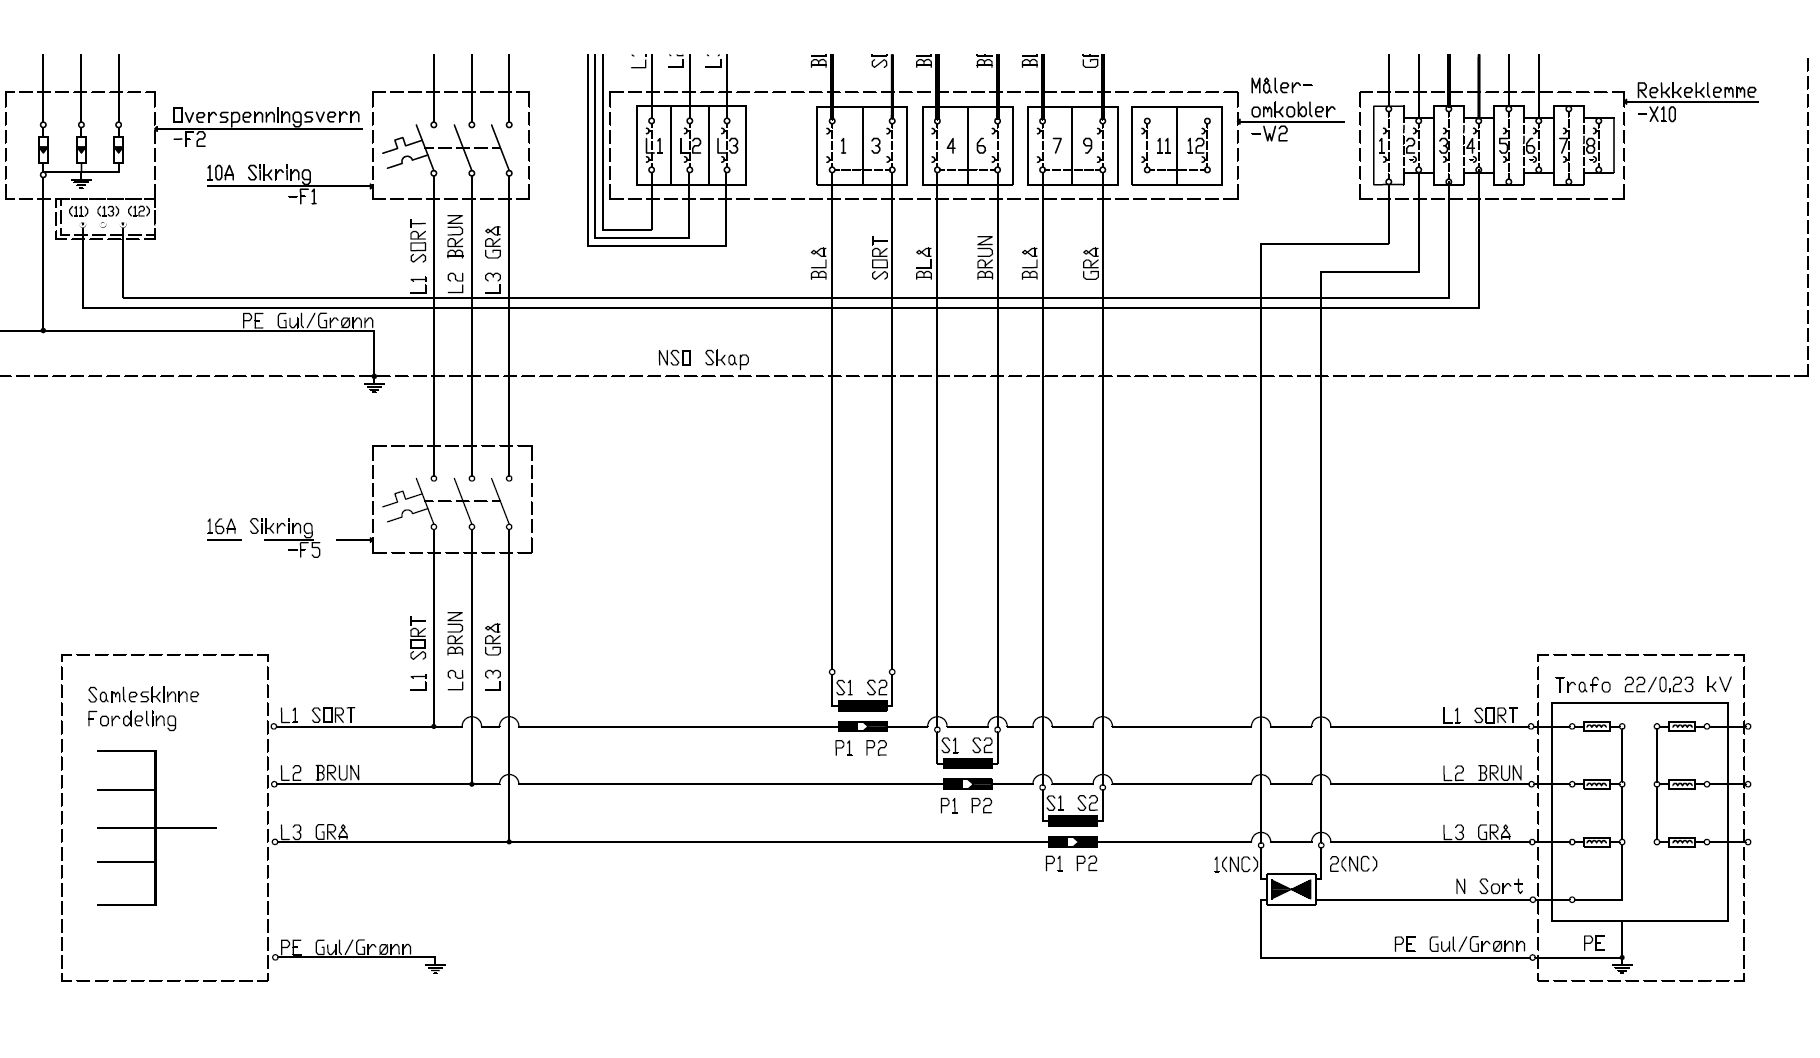 Overspenningsvern
-F2
10A Sikring
-F1
(11) (13) (12)
L1 L2 L3
1 3
4 6
7 9
11 12
Måler-
omkobler
-W2
1 2 3 4 5 6 7 8
Rekkeklemme
-X10
L1 SORT
L2 BRUN
L3 GRÅ
BLÅ
SORT
BLÅ
BRUN
BLÅ
GRÅ
PE Gul/Grønn
NSO Skap
16A Sikring
-F5
L1 SORT
L2 BRUN
L3 GRÅ
Samleskinne
Fordeling
L1 SORT
L2 BRUN
L3 GRÅ
PE Gul/Grønn
S1 S2
P1 P2
S1 S2
P1 P2
S1 S2
P1 P2
1(NC)
2(NC)
L1 SORT
L2 BRUN
L3 GRÅ
N Sort
PE Gul/Grønn
Trafo 22/0,23 kV
PE